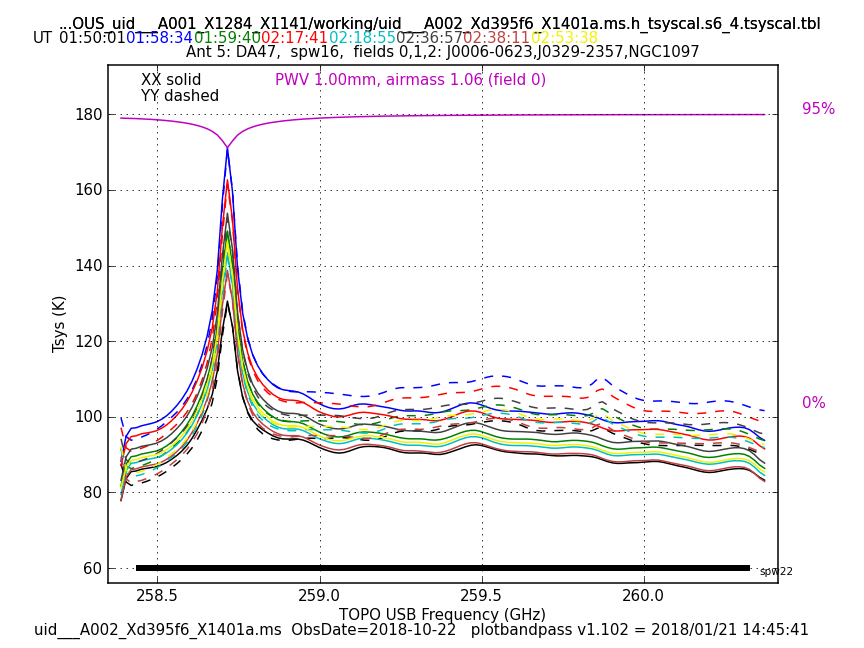 ...OUS_uid___A001_X1284_X1141/working/uid___A002_Xd395f6_X1401a.ms.h_tsyscal.s6_4.tsyscal.tbl
UT 01:50:01 01:58:34 01:59:40 02:17:41 02:18:55 02:36:57 02:38:11 02:53:38
Ant 5: DA47,  spw16,  fields 0,1,2: J0006-0623,J0329-2357,NGC1097
XX solid
PWV 1.00mm, airmass 1.06 (field 0)
YY dashed
95%
180
160
140
Tsys (K)
120
0%
100
80
60
spw22
258.5 259.0 259.5 260.0
TOPO USB Frequency (GHz)
uid___A002_Xd395f6_X1401a.ms  ObsDate=2018-10-22  plotbandpass v1.102 = 2018/01/21 14:45:41